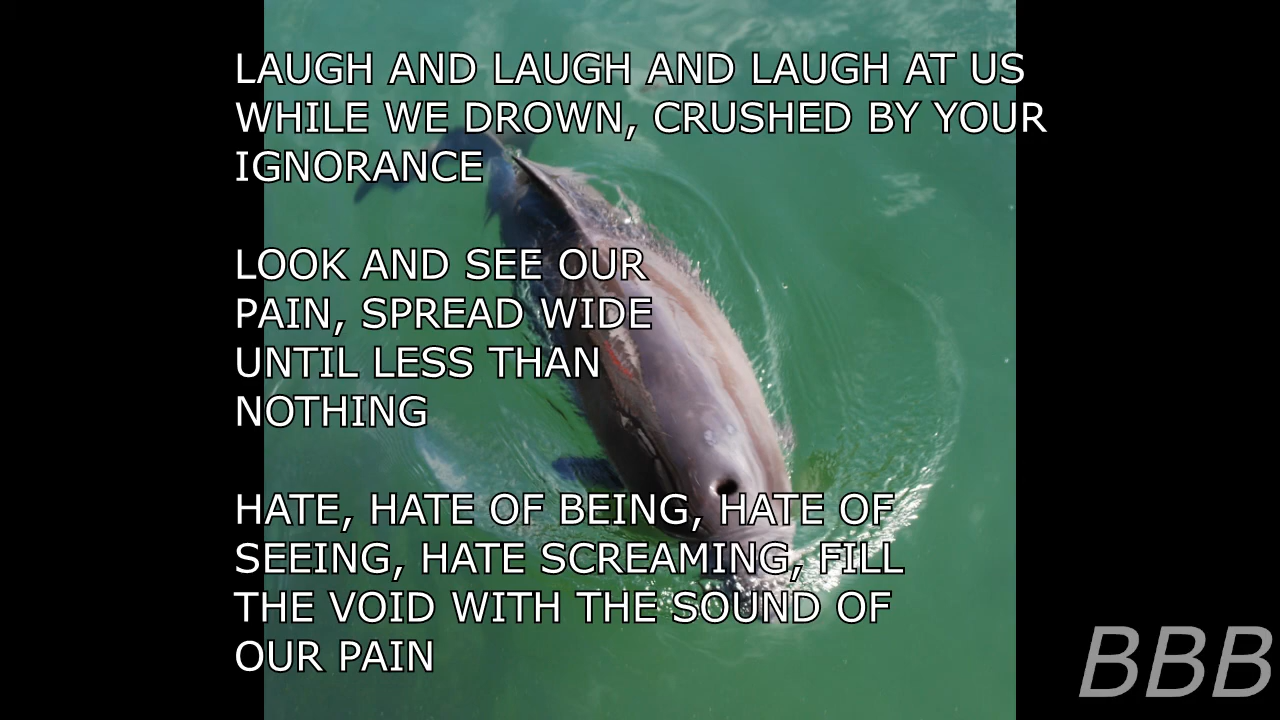 LAUGH AND LAUGH AND LAUGH AT US
WHILE WE DROWN, CRUSHED BY YOUR
IGNORANCE
LOOK AND SEE OUR
PAIN, SPREAD WIDE
UNTIL LESS THAN
NOTHING
HATE, HATE OF BEING, HATE OF
SEEING, HATE SCREAMING, FILL
THE VOID WITH THE SOUND OF
OUR PAIN
BBB